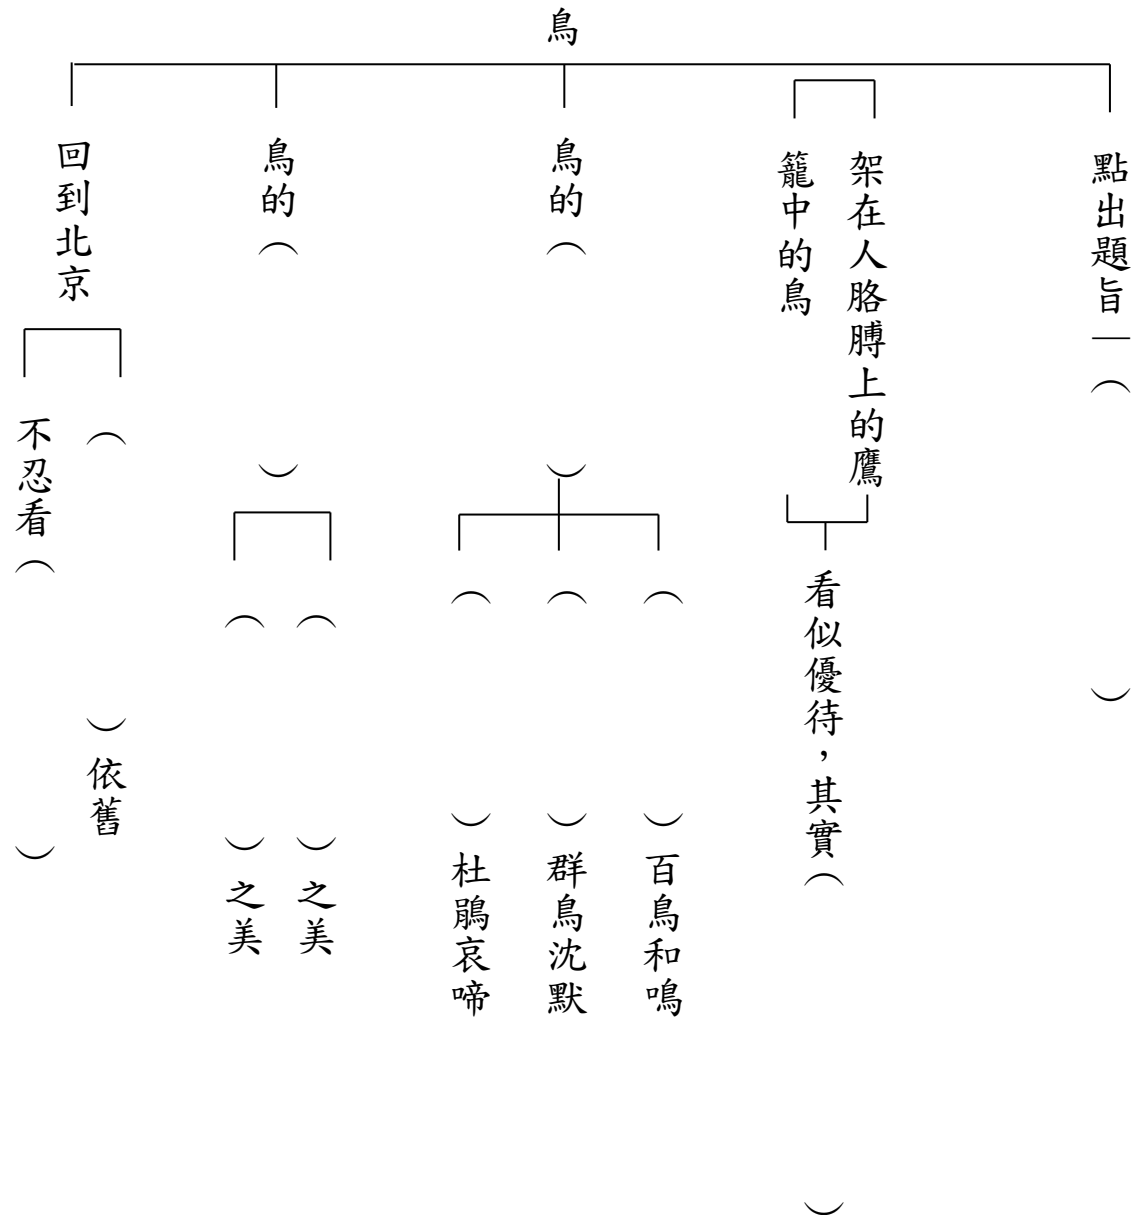 鳥
點出題旨—（　　）
架在人胳膊上的鷹
籠中的鳥
看似優待，其實（　　）
鳥的（　　）
（　　）百鳥和鳴
（　　）群鳥沈默
（　　）杜鵑哀啼
鳥的（　　）
（　　）之美
（　　）之美
回到北京
（　　）依舊
不忍看（　　）